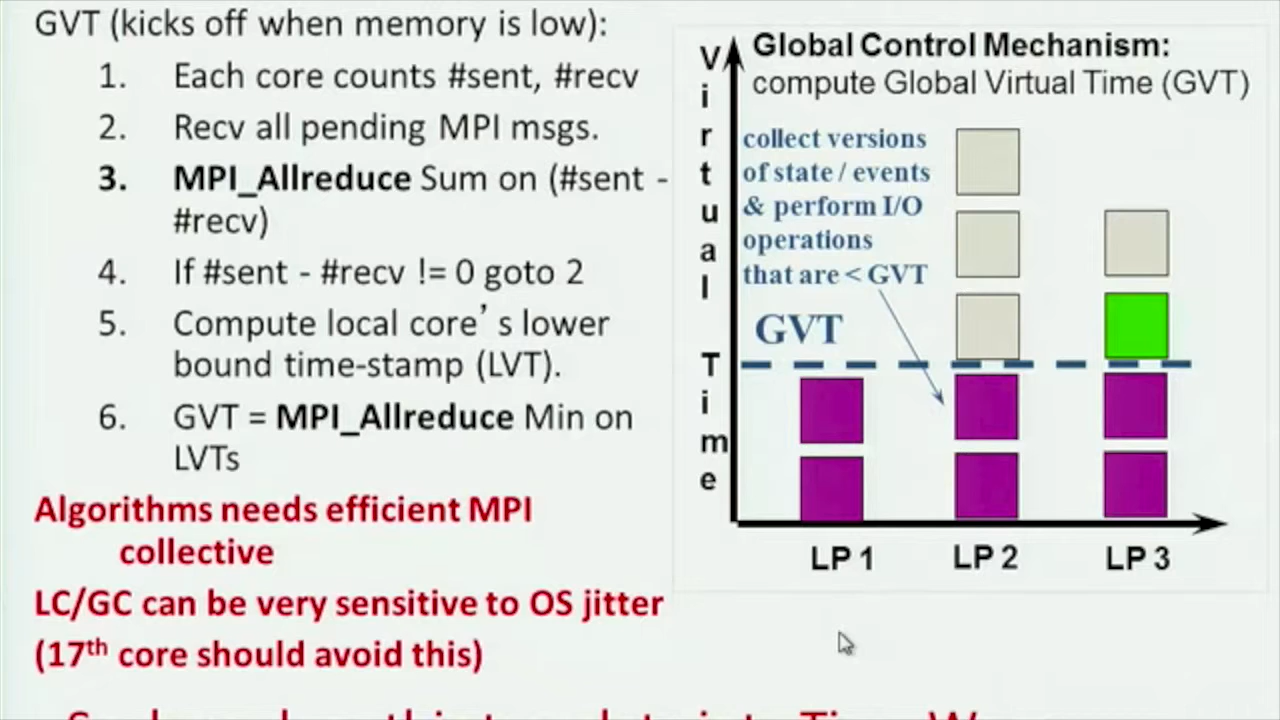 GVT (kicks off when memory is low):
1. Each core counts #sent, #recv
2. Recv all pending MPI msgs.
3. MPI_Allreduce Sum on (#sent -
#recv)
4. If #sent - #recv != 0 goto 2
5. Compute local core's lower
bound time-stamp (LVT).
6. GVT = MPI_Allreduce Min on
LVTs
Algorithms needs efficient MPI
collective
LC/GC can be very sensitive to OS jitter
(17th core should avoid this)
Virtual Time
Global Control Mechanism:
compute Global Virtual Time (GVT)
collect versions
of state / events
& perform I/O
operations
that are < GVT
GVT
LP 1 LP 2 LP 3